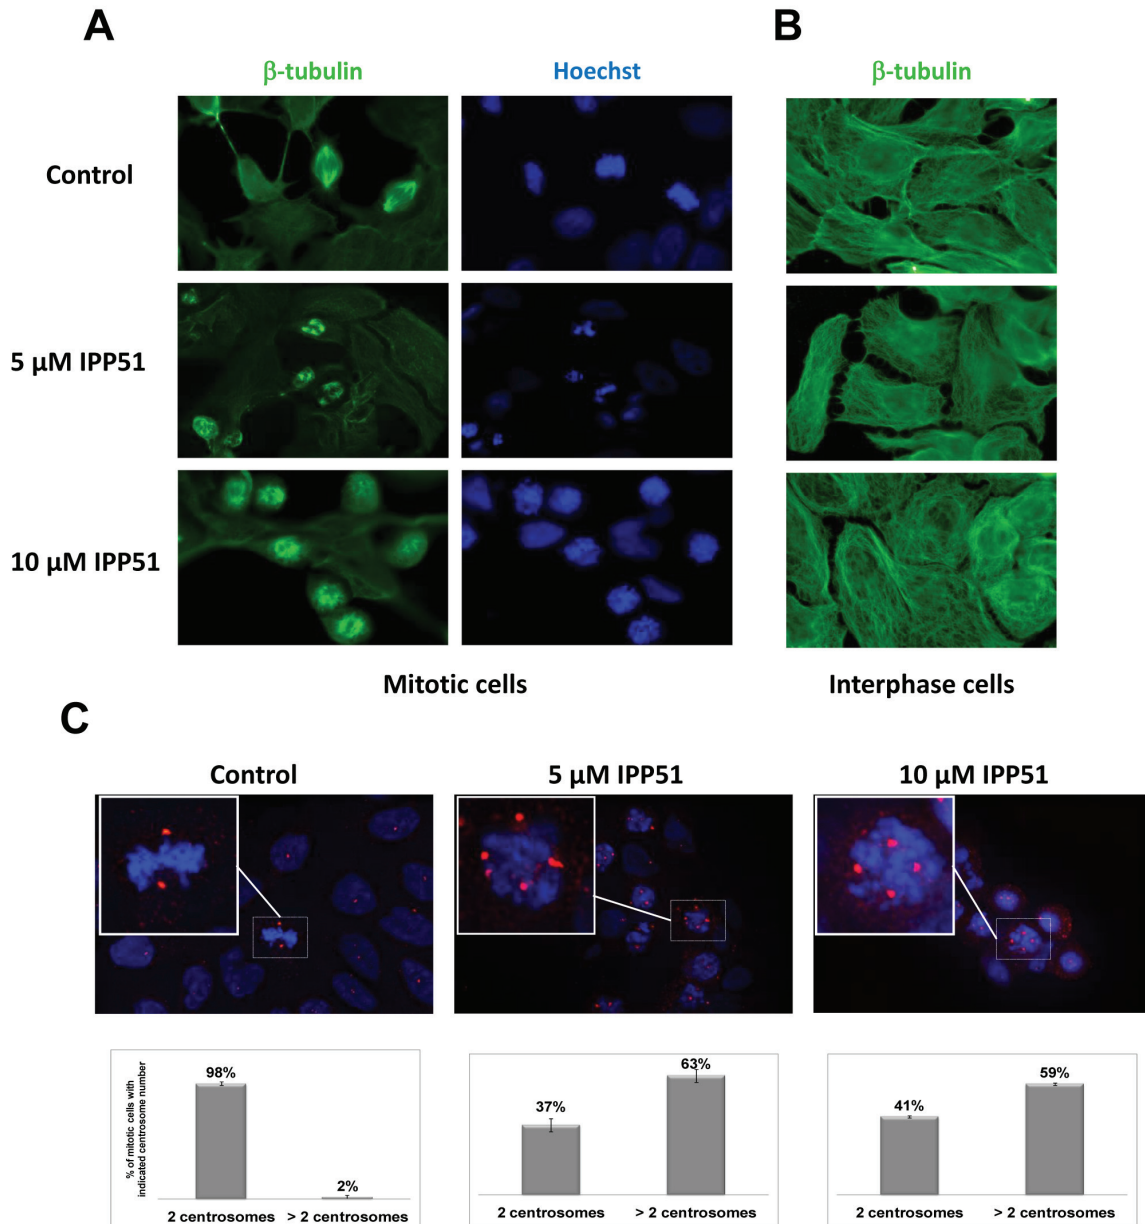 A
B
β-tubulin
Hoechst
β-tubulin
Control
5 µM IPP51
10 µM IPP51
Mitotic cells
Interphase cells
C
Control
5 µM IPP51
10 µM IPP51
% of mitotic cells with
indicated centrosome number
98%
2%
2 centrosomes
> 2 centrosomes
37%
63%
2 centrosomes
> 2 centrosomes
41%
59%
2 centrosomes
> 2 centrosomes